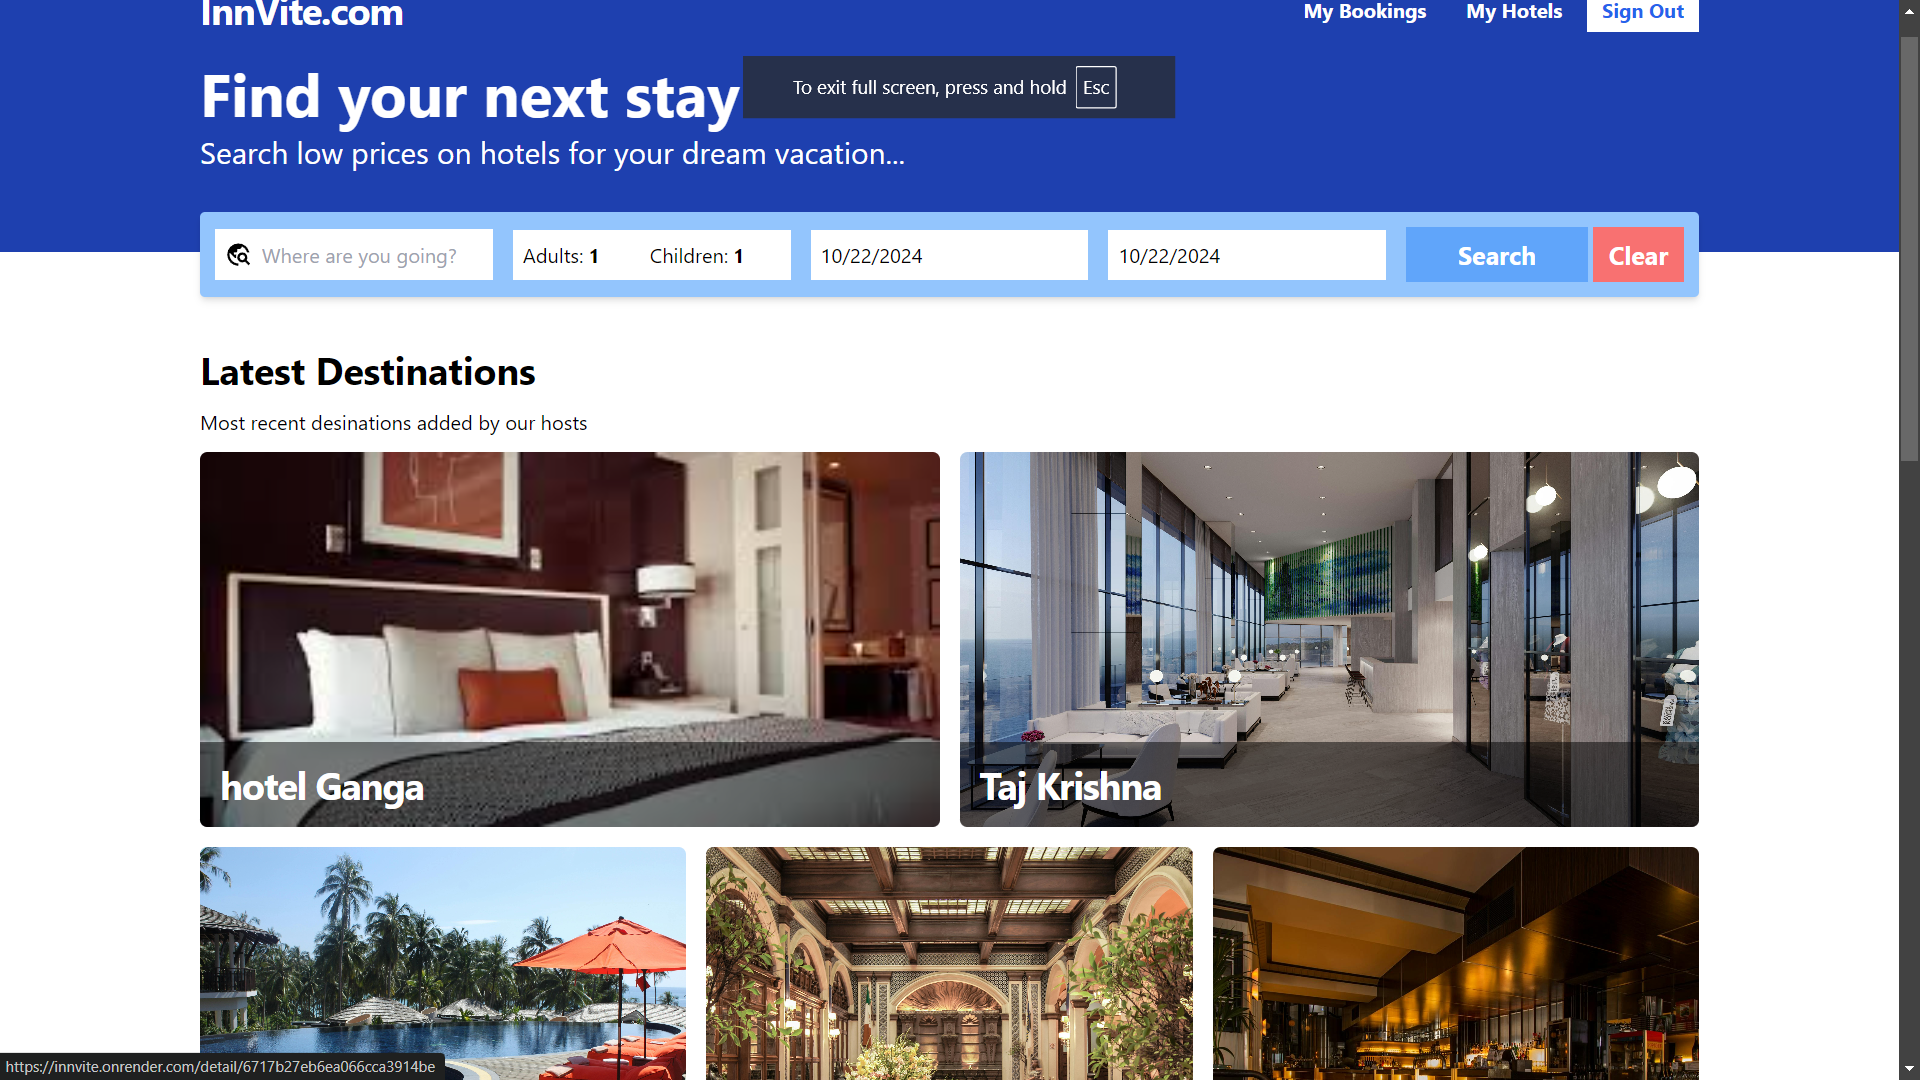 InnVite.com
My Bookings
My Hotels
Sign Out
Find your next stay
To exit full screen, press and hold Esc
Search low prices on hotels for your dream vacation...
Where are you going?
Adults: 1
Children: 1
10/22/2024
10/22/2024
Search
Clear
Latest Destinations
Most recent desinations added by our hosts
hotel Ganga
Taj Krishna
https://innvite.onrender.com/detail/6717b27eb6ea066cca3914be